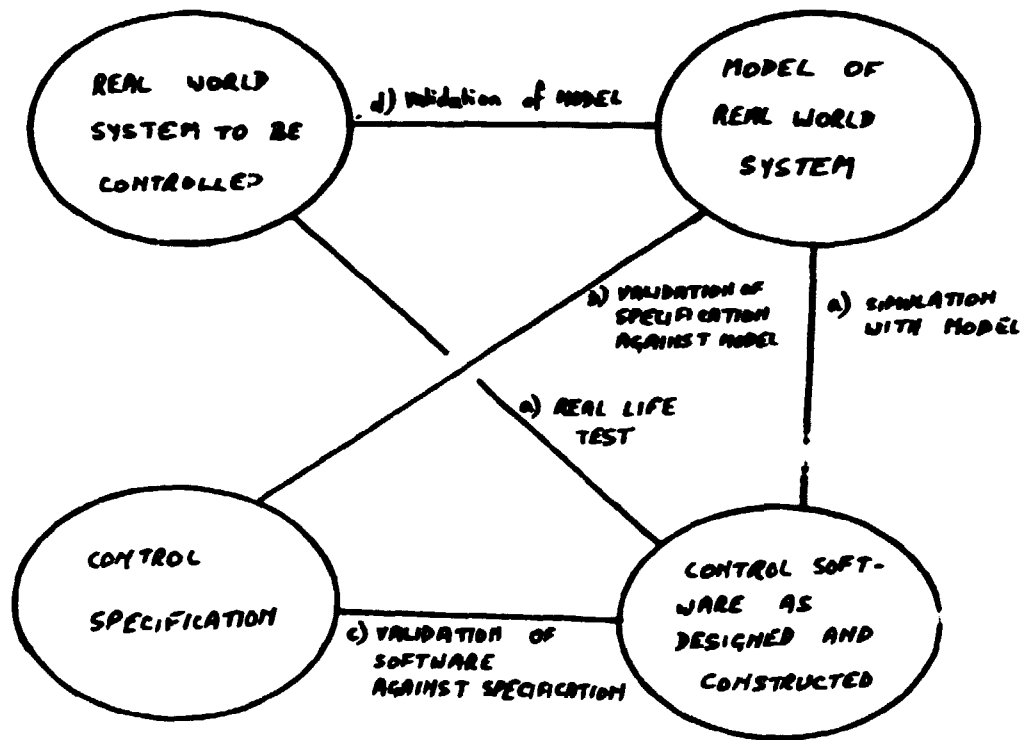 REAL WORLD
SYSTEM TO BE
CONTROLLED
d) Validation of MODEL
MODEL OF
REAL WORLD
SYSTEM
b) VALIDATION OF
SPECIFICATION
AGAINST MODEL
a) SIMULATION
WITH MODEL
a) REAL LIFE
TEST
CONTROL
SPECIFICATION
c) VALIDATION OF
SOFTWARE
AGAINST SPECIFICATION
CONTROL SOFT-
WARE AS
DESIGNED AND
CONSTRUCTED